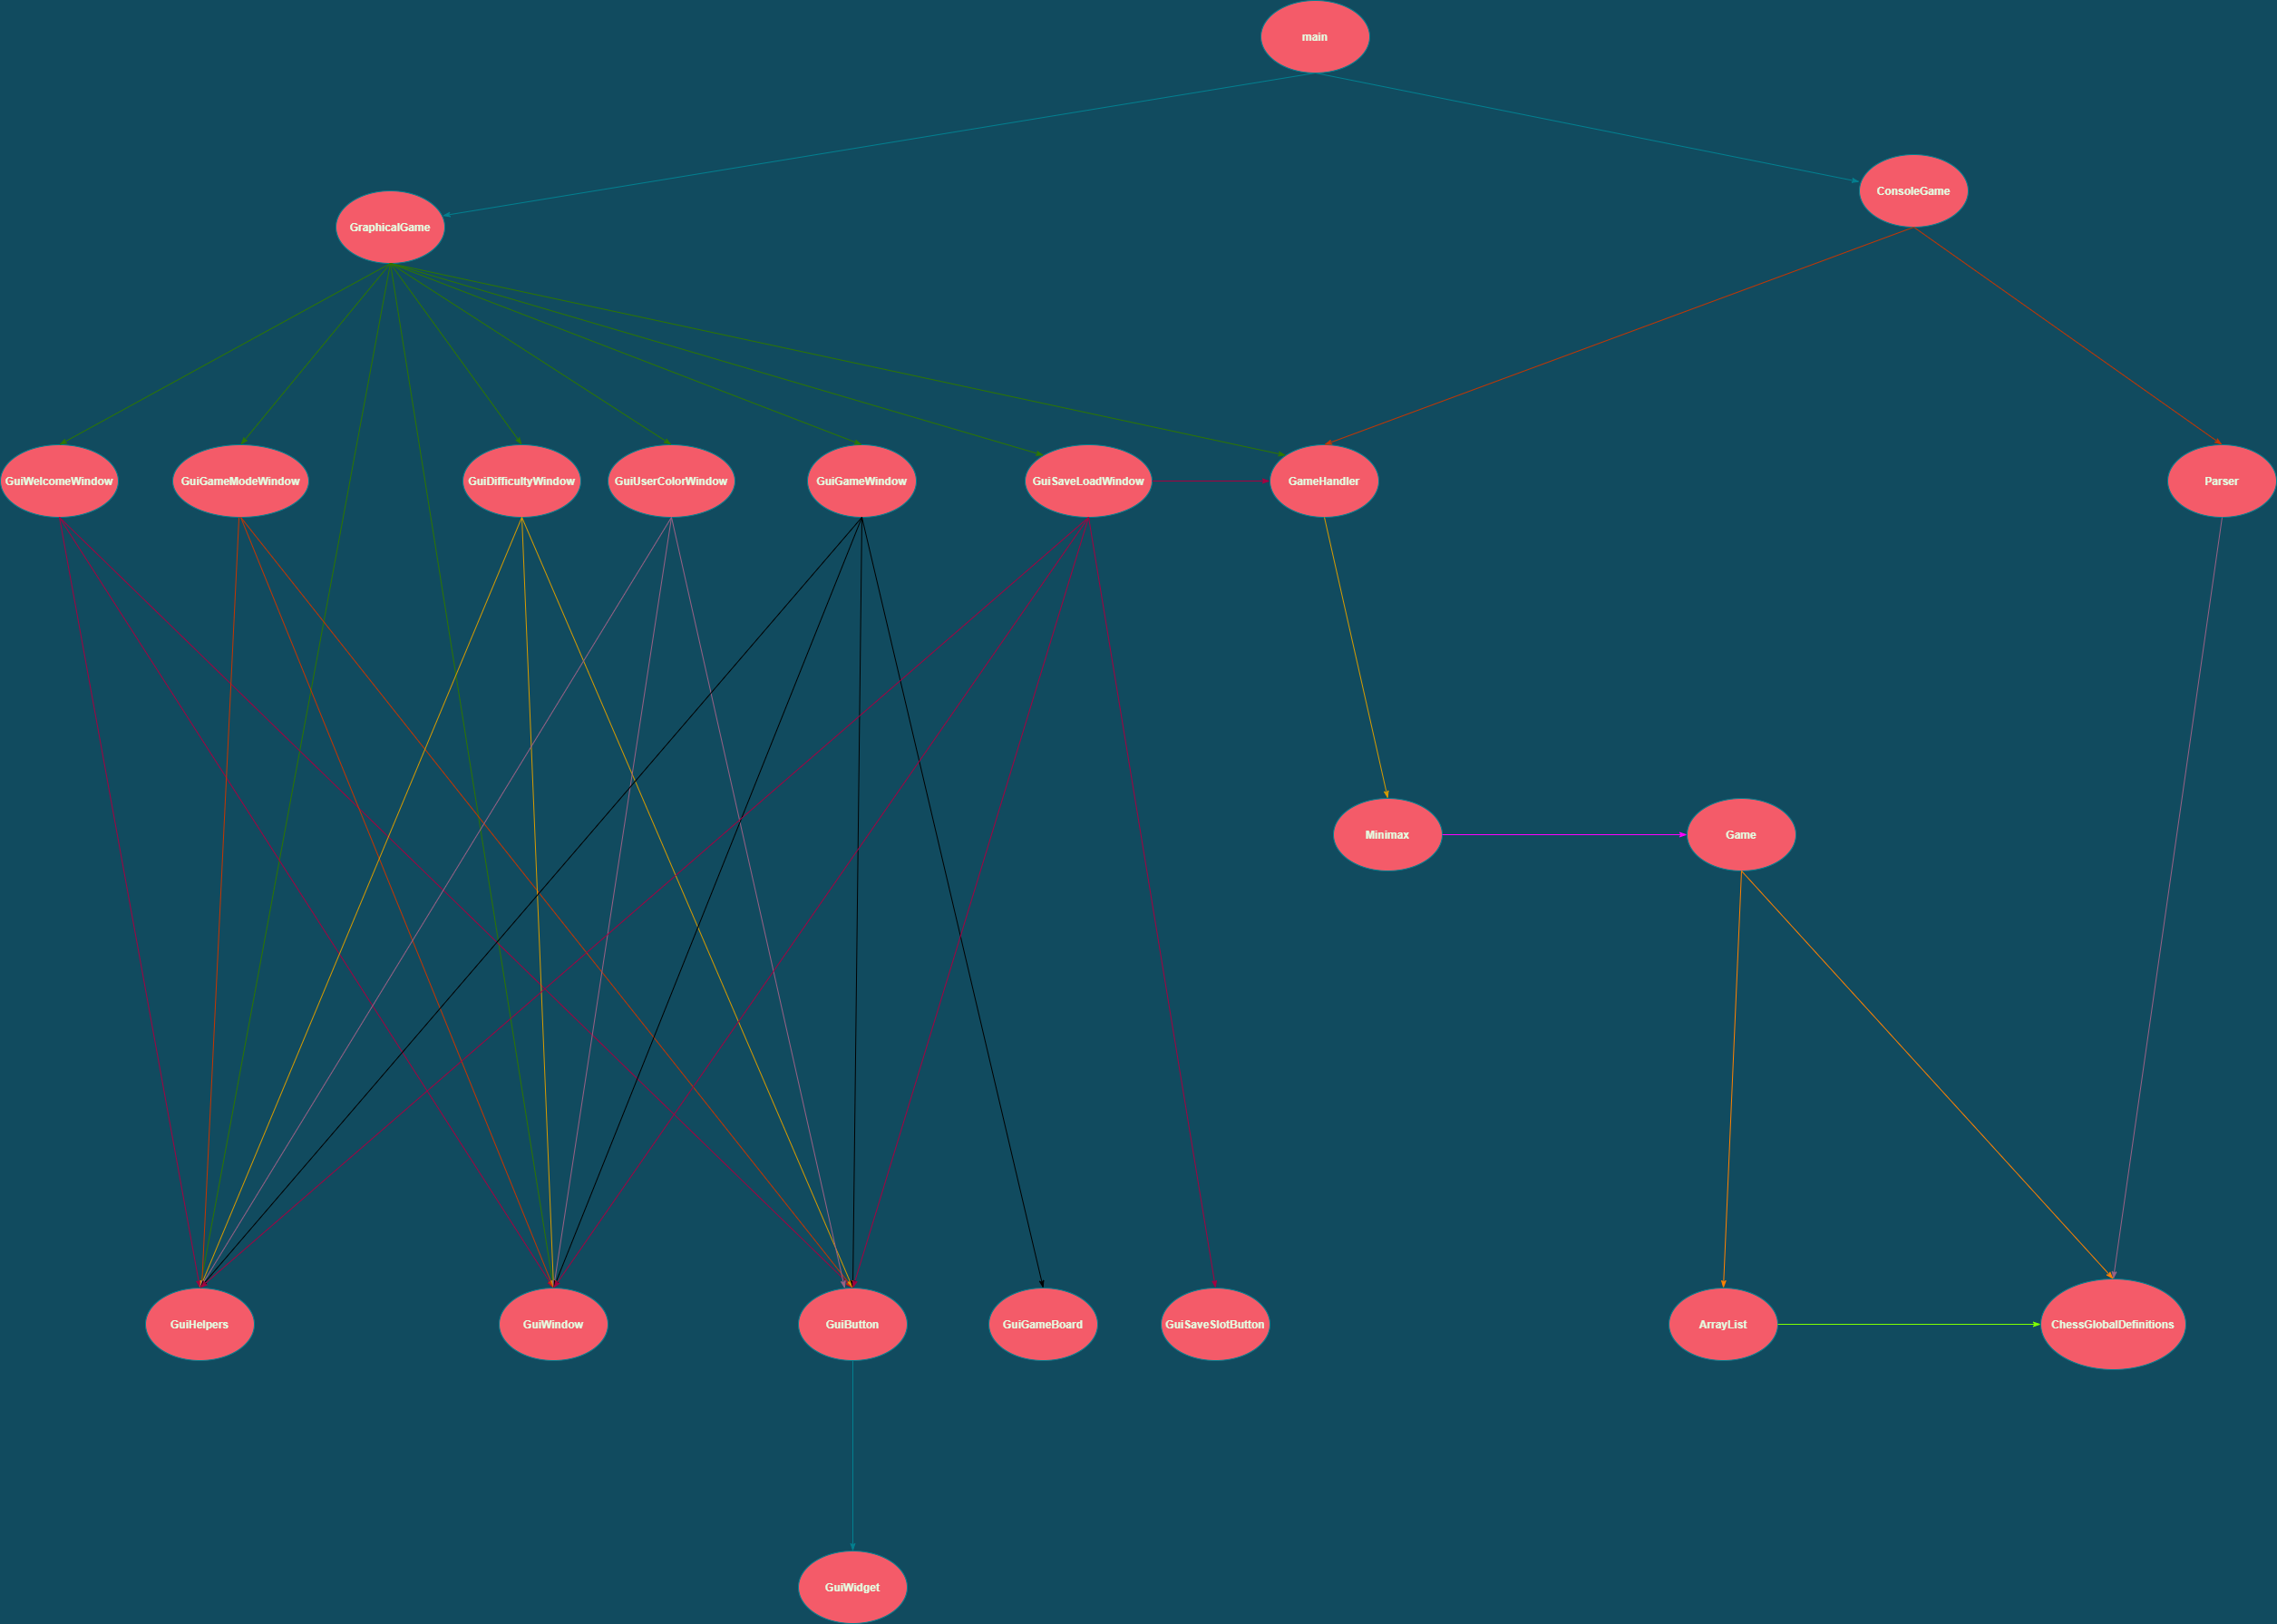 main
ConsoleGame
GraphicalGame
GuiWelcomeWindow
GuiGameModeWindow
GuiDifficultyWindow
GuiUserColorWindow
GuiGameWindow
GuiSaveLoadWindow
GameHandler
Parser
Minimax
Game
GuiHelpers
GuiWindow
GuiButton
GuiGameBoard
GuiSaveSlotButton
ArrayList
ChessGlobalDefinitions
GuiWidget